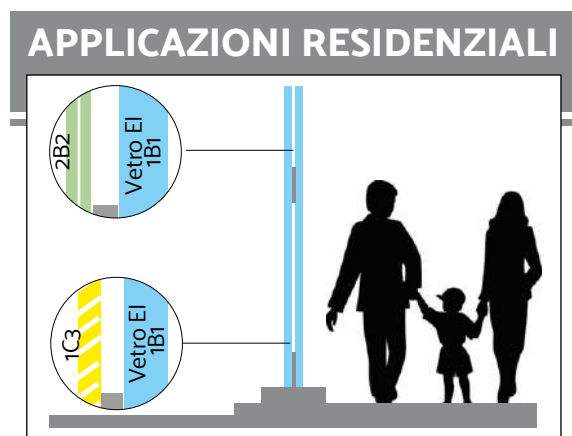 APPLICAZIONI RESIDENZIALI
2B2
Vetro EI
1B1
1C3
Vetro EI
1B1